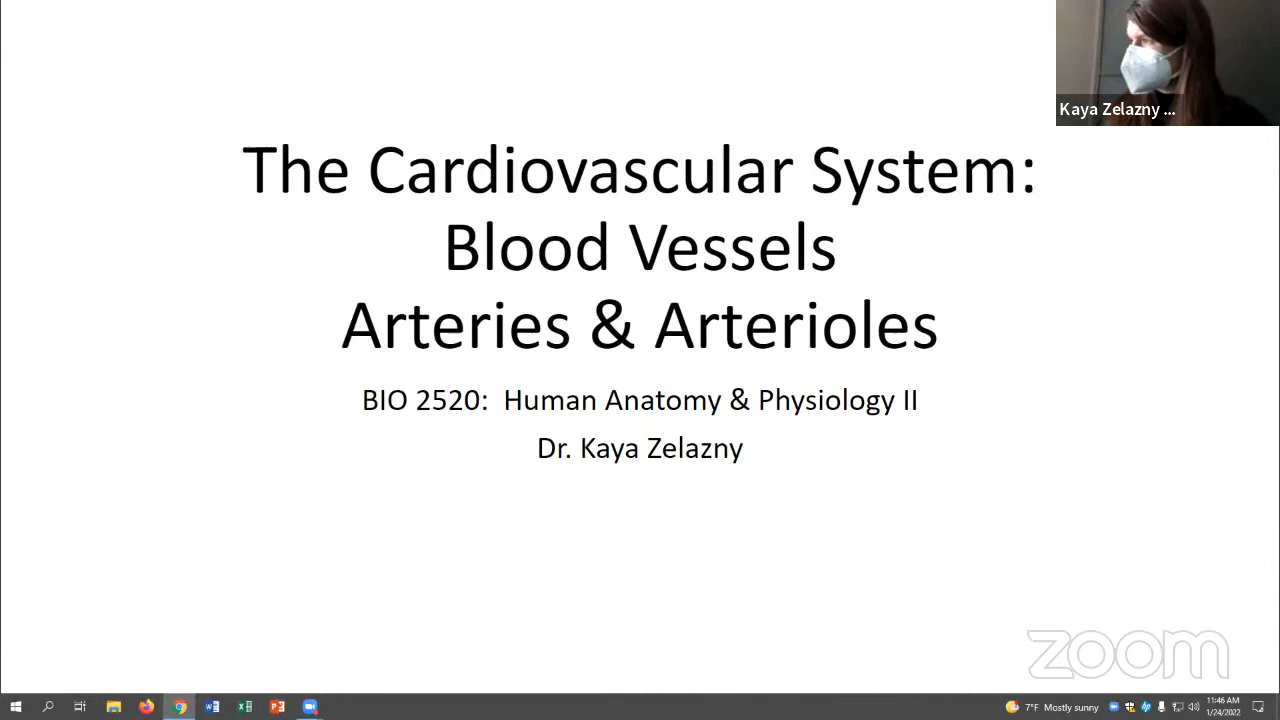 Kaya Zelazny ...
The Cardiovascular System:
Blood Vessels
Arteries & Arterioles
BIO 2520:  Human Anatomy & Physiology II
Dr. Kaya Zelazny
zoom
7°F Mostly sunny
11:46 AM
1/24/2022